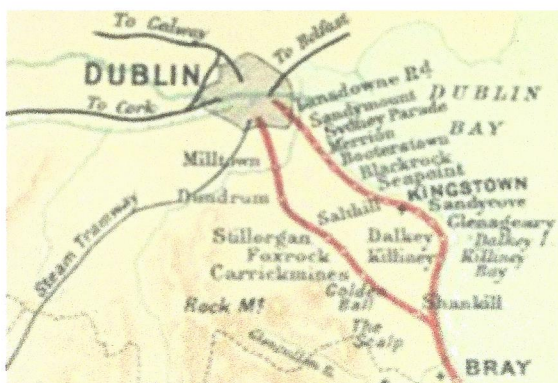 To Galway
To Belfast
DUBLIN
To Cork
Lansdowne Rd
Sandymount
Sydney Parade
Merrion
Booterstown
Blackrock
Seapoint
DUBLIN
BAY
KINGSTOWN
Sandycove
Glenageary
Milltown
Dundrum
Salthill
Dalkey
Dalkey I.
Killiney
Killiney
Bay
Steam Tramway
Stillorgan
Foxrock
Carrickmines
Golden
Ball
Shankill
Rock Mt
The
Scalp
BRAY